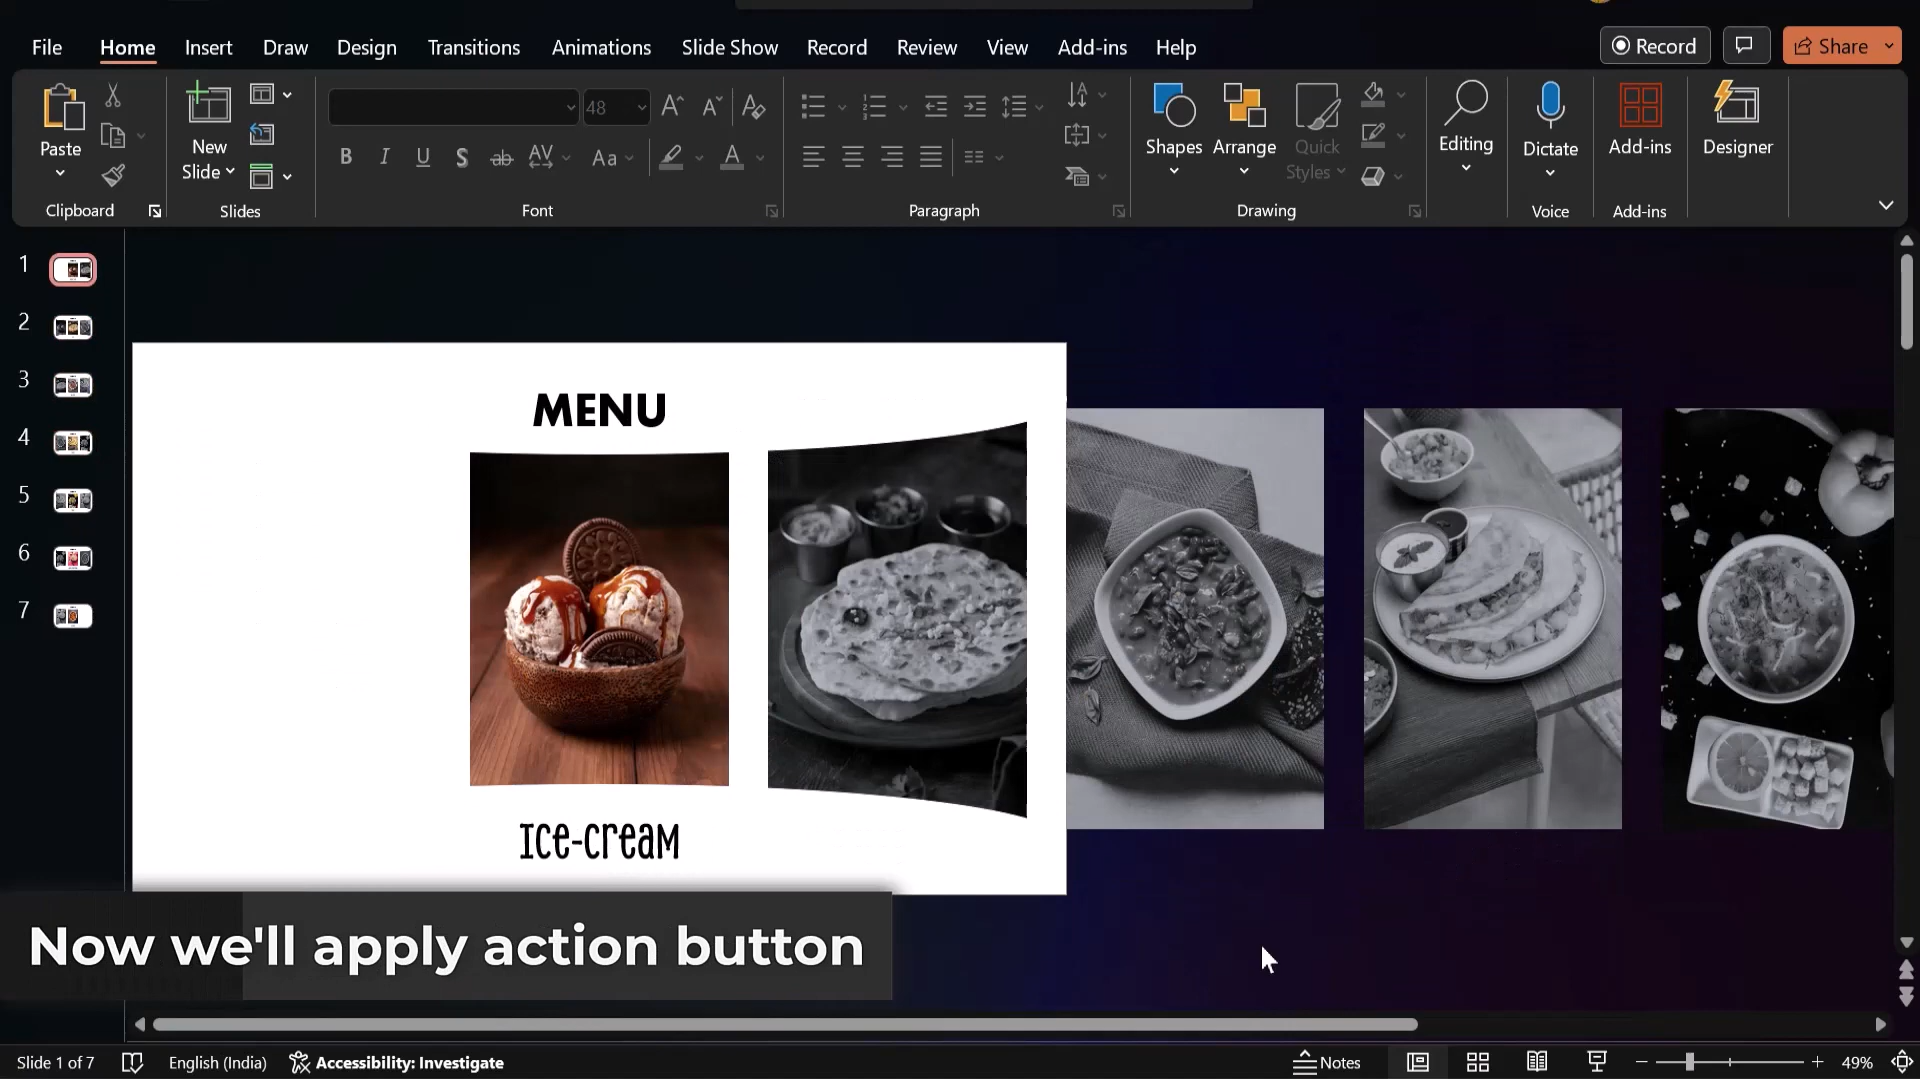 File Home Insert Draw Design Transitions Animations Slide Show Record Review View Add-ins Help Record Share
48
Paste
New
Slide
B I U S ab AV Aa A
Shapes Arrange Quick
Styles
Editing Dictate Add-ins Designer
Clipboard Slides Font Paragraph Drawing Voice Add-ins
1
2
3
4
5
6
7
MENU
Ice-cream
Now we'll apply action button
Slide 1 of 7 English (India) Accessibility: Investigate Notes 49%